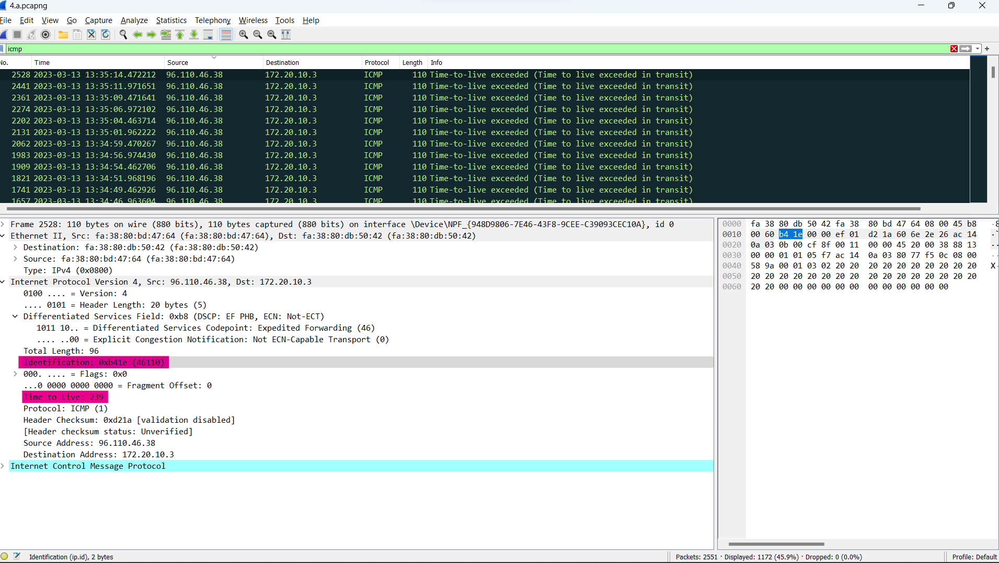 4.a.pcapng
File Edit View Go Capture Analyze Statistics Telephony Wireless Tools Help
icmp
No. Time Source Destination Protocol Length Info
2528 2023-03-13 13:35:14.472212 96.110.46.38 172.20.10.3 ICMP 110 Time-to-live exceeded (Time to live exceeded in transit)
2441 2023-03-13 13:35:11.971651 96.110.46.38 172.20.10.3 ICMP 110 Time-to-live exceeded (Time to live exceeded in transit)
2361 2023-03-13 13:35:09.471641 96.110.46.38 172.20.10.3 ICMP 110 Time-to-live exceeded (Time to live exceeded in transit)
2274 2023-03-13 13:35:06.972102 96.110.46.38 172.20.10.3 ICMP 110 Time-to-live exceeded (Time to live exceeded in transit)
2202 2023-03-13 13:35:04.463714 96.110.46.38 172.20.10.3 ICMP 110 Time-to-live exceeded (Time to live exceeded in transit)
2131 2023-03-13 13:35:01.962222 96.110.46.38 172.20.10.3 ICMP 110 Time-to-live exceeded (Time to live exceeded in transit)
2062 2023-03-13 13:34:59.470267 96.110.46.38 172.20.10.3 ICMP 110 Time-to-live exceeded (Time to live exceeded in transit)
1983 2023-03-13 13:34:56.974430 96.110.46.38 172.20.10.3 ICMP 110 Time-to-live exceeded (Time to live exceeded in transit)
1909 2023-03-13 13:34:54.462706 96.110.46.38 172.20.10.3 ICMP 110 Time-to-live exceeded (Time to live exceeded in transit)
1821 2023-03-13 13:34:51.968196 96.110.46.38 172.20.10.3 ICMP 110 Time-to-live exceeded (Time to live exceeded in transit)
1741 2023-03-13 13:34:49.462926 96.110.46.38 172.20.10.3 ICMP 110 Time-to-live exceeded (Time to live exceeded in transit)
1657 2023-03-13 13:34:46.963604 96.110.46.38 172.20.10.3 ICMP 110 Time-to-live exceeded (Time to live exceeded in transit)
Frame 2528: 110 bytes on wire (880 bits), 110 bytes captured (880 bits) on interface \Device\NPF_{948D9806-7E46-43F8-9CEE-C39093CEC10A}, id 0
Ethernet II, Src: fa:38:80:bd:47:64 (fa:38:80:bd:47:64), Dst: fa:38:80:db:50:42 (fa:38:80:db:50:42)
Destination: fa:38:80:db:50:42 (fa:38:80:db:50:42)
Source: fa:38:80:bd:47:64 (fa:38:80:bd:47:64)
Type: IPv4 (0x0800)
Internet Protocol Version 4, Src: 96.110.46.38, Dst: 172.20.10.3
0100 .... = Version: 4
.... 0101 = Header Length: 20 bytes (5)
Differentiated Services Field: 0xb8 (DSCP: EF PHB, ECN: Not-ECT)
1011 10.. = Differentiated Services Codepoint: Expedited Forwarding (46)
.... ..00 = Explicit Congestion Notification: Not ECN-Capable Transport (0)
Total Length: 96
Identification: 0xb41e (46110)
000. .... = Flags: 0x0
...0 0000 0000 0000 = Fragment Offset: 0
Time to Live: 239
Protocol: ICMP (1)
Header Checksum: 0xd21a [validation disabled]
[Header checksum status: Unverified]
Source Address: 96.110.46.38
Destination Address: 172.20.10.3
Internet Control Message Protocol
0000 fa 38 80 db 50 42 fa 38 80 bd 47 64 08 00 45 b8
0010 00 60 b4 1e 00 00 ef 01 d2 1a 60 6e 2e 26 ac 14
0020 0a 03 0b 00 cf 8f 00 11 00 00 45 20 00 38 88 13
0030 00 00 01 01 05 f7 ac 14 0a 03 80 77 f5 0c 08 00
0040 58 9a 00 01 03 02 20 20 20 20 20 20 20 20 20 20 X·
0050 20 20 20 20 20 20 20 20 20 20 20 20 20 20 20 20
0060 20 20 00 00 00 00 00 00 00 00 00 00 00 00
Identification (ip.id), 2 bytes
Packets: 2551 · Displayed: 1172 (45.9%) · Dropped: 0 (0.0%)
Profile: Default